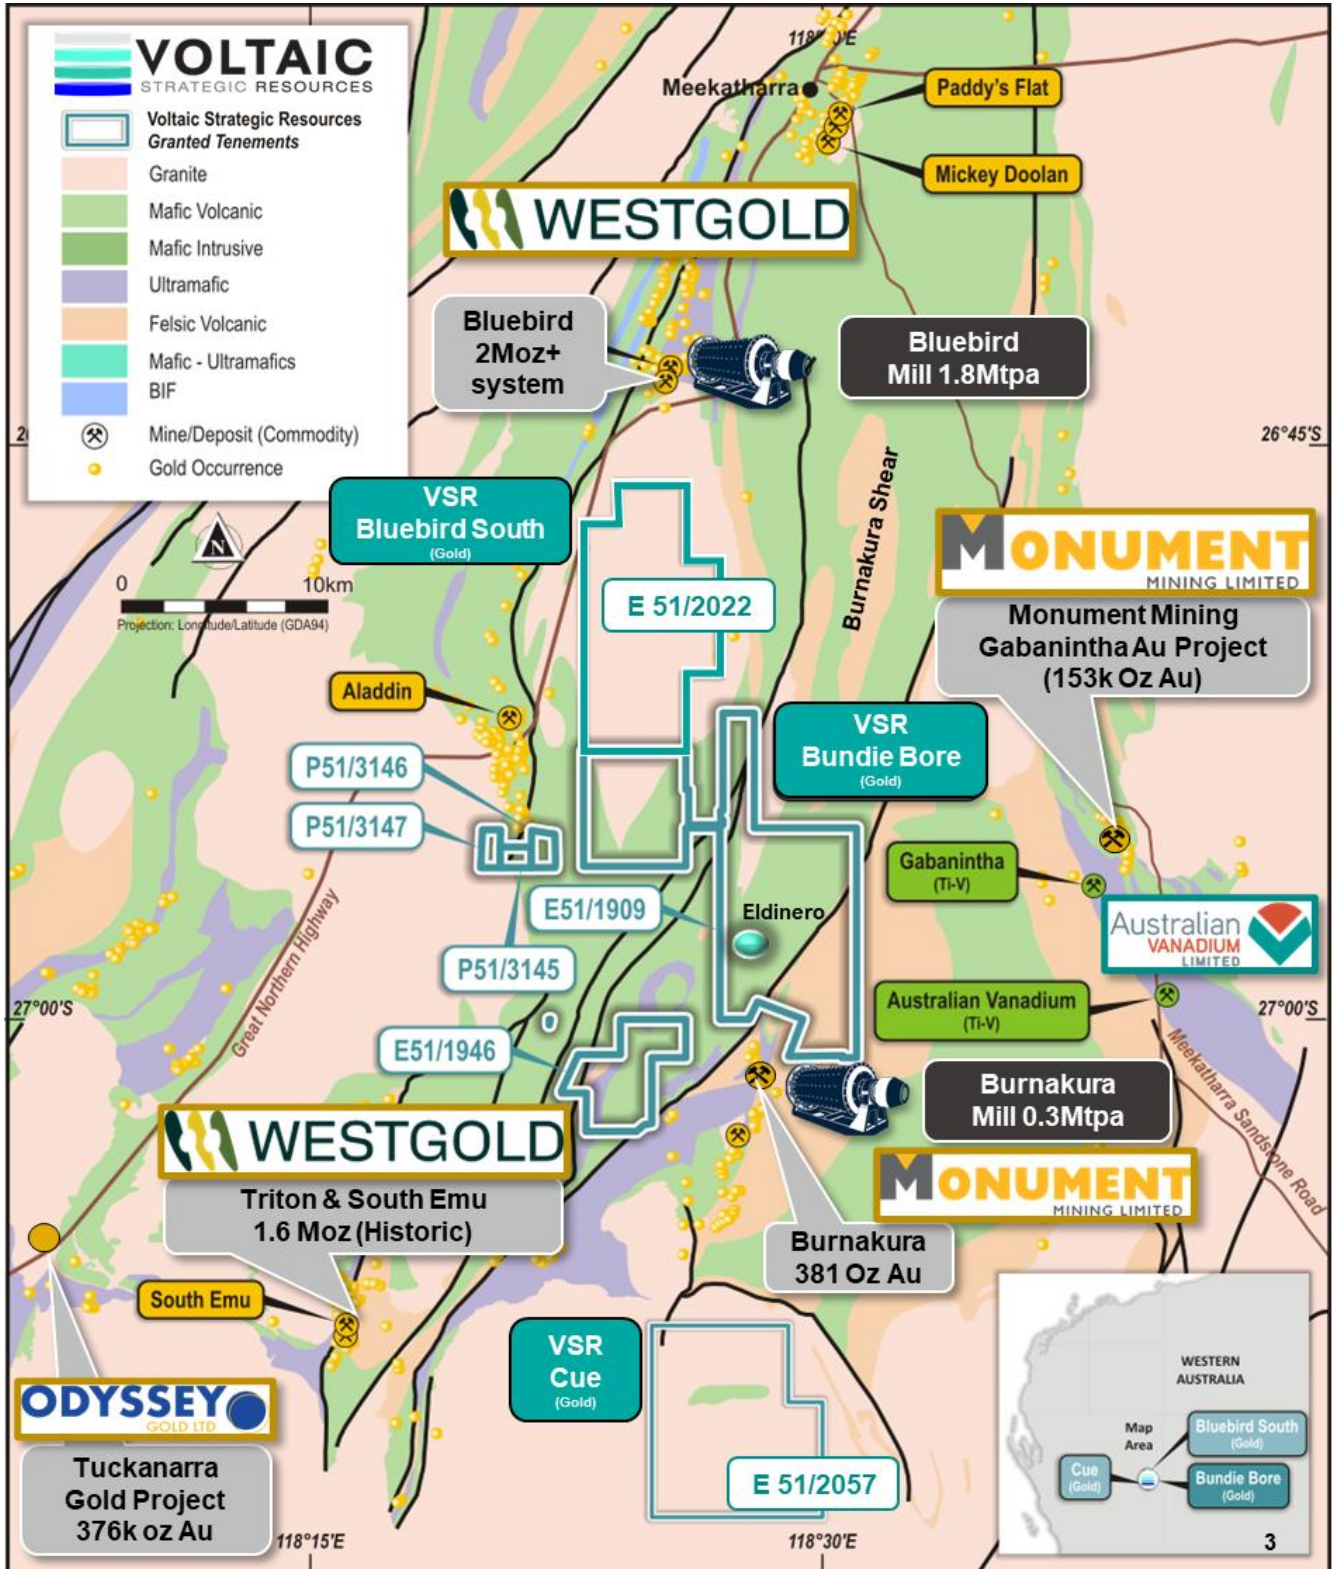 VOLTAIC
STRATEGIC RESOURCES
Voltaic Strategic Resources
Granted Tenements
Granite
Mafic Volcanic
Mafic Intrusive
Ultramafic
Felsic Volcanic
Mafic - Ultramafics
BIF
Mine/Deposit (Commodity)
Gold Occurrence
Meekatharra
Paddy's Flat
Mickey Doolan
WESTGOLD
Bluebird
2Moz+
system
Bluebird
Mill 1.8Mtpa
26°45'S
VSR
Bluebird South
(Gold)
N
0 10km
Projection: Longitude/Latitude (GDA94)
E 51/2022
Burnakura Shear
MONUMENT
MINING LIMITED
Monument Mining
Gabanintha Au Project
(153k Oz Au)
Aladdin
P51/3146
P51/3147
VSR
Bundie Bore
(Gold)
Gabanintha
(Ti-V)
E51/1909
Eldinero
P51/3145
Australian
VANADIUM
LIMITED
Great Northern Highway
27°00'S
Australian Vanadium
(Ti-V)
27°00'S
E51/1946
Meekatharra Sandstone Road
Burnakura
Mill 0.3Mtpa
WESTGOLD
Triton & South Emu
1.6 Moz (Historic)
MONUMENT
MINING LIMITED
Burnakura
381 Oz Au
South Emu
VSR
Cue
(Gold)
ODYSSEY
GOLD LTD
Tuckanarra
Gold Project
376k oz Au
E 51/2057
118°15'E
118°30'E
WESTERN
AUSTRALIA
Map
Area
Bluebird South
(Gold)
Cue
(Gold)
Bundie Bore
(Gold)
3